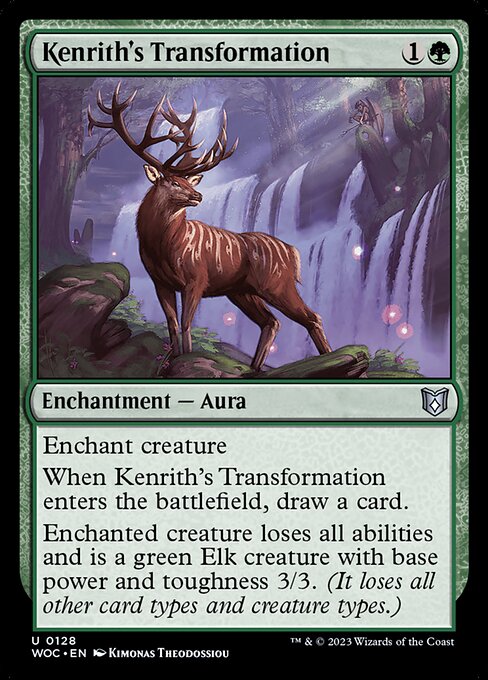 Kenrith's Transformation 1
Enchantment — Aura
Enchant creature
When Kenrith's Transformation
enters the battlefield, draw a card.
Enchanted creature loses all abilities
and is a green Elk creature with base
power and toughness 3/3. (It loses all
other card types and creature types.)
U 0128
WOC • EN Kimonas Theodossiou
™ & © 2023 Wizards of the Coast